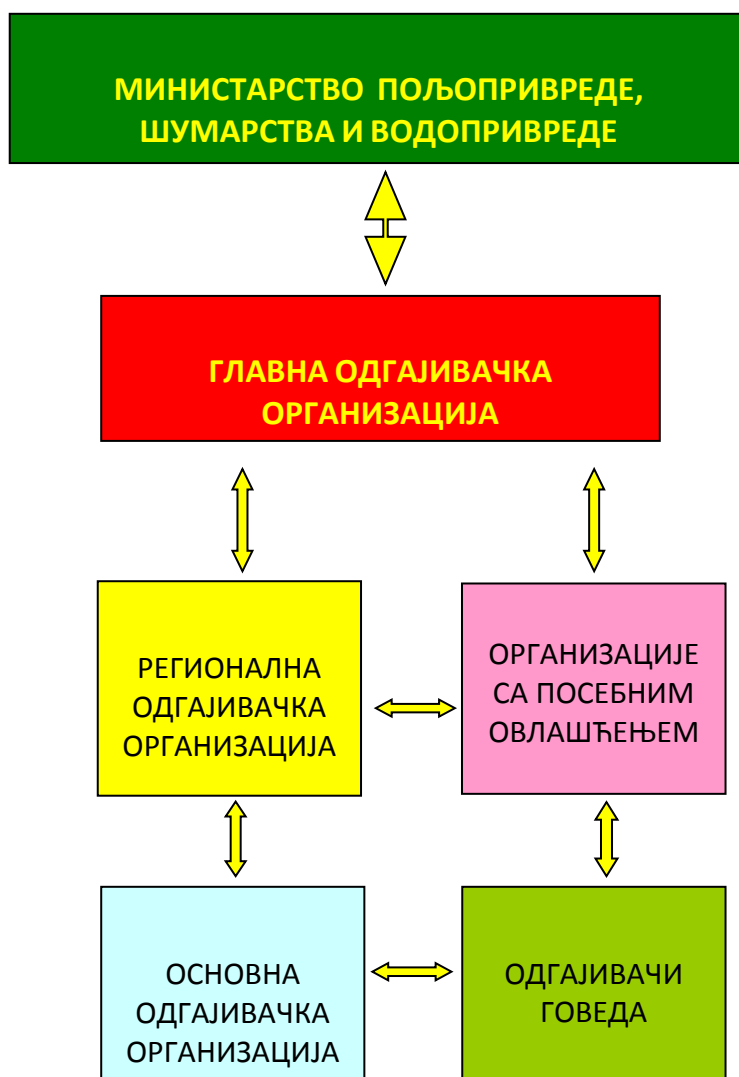 МИНИСТАРСТВО ПОЉОПРИВРЕДЕ,
ШУМАРСТВА И ВОДОПРИВРЕДЕ
ГЛАВНА ОДГАЈИВАЧКА
ОРГАНИЗАЦИЈА
РЕГИОНАЛНА
ОДГАЈИВАЧКА
ОРГАНИЗАЦИЈА
ОРГАНИЗАЦИЈЕ
СА ПОСЕБНИМ
ОВЛАШЋЕЊЕМ
ОСНОВНА
ОДГАЈИВАЧКА
ОРГАНИЗАЦИЈА
ОДГАЈИВАЧИ
ГОВЕДА